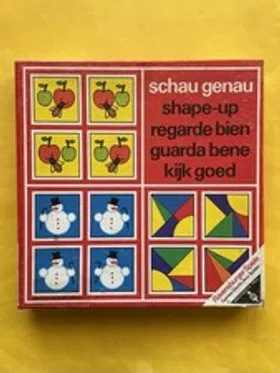 schau genau
shape-up
regarde bien
guarda bene
kijk goed